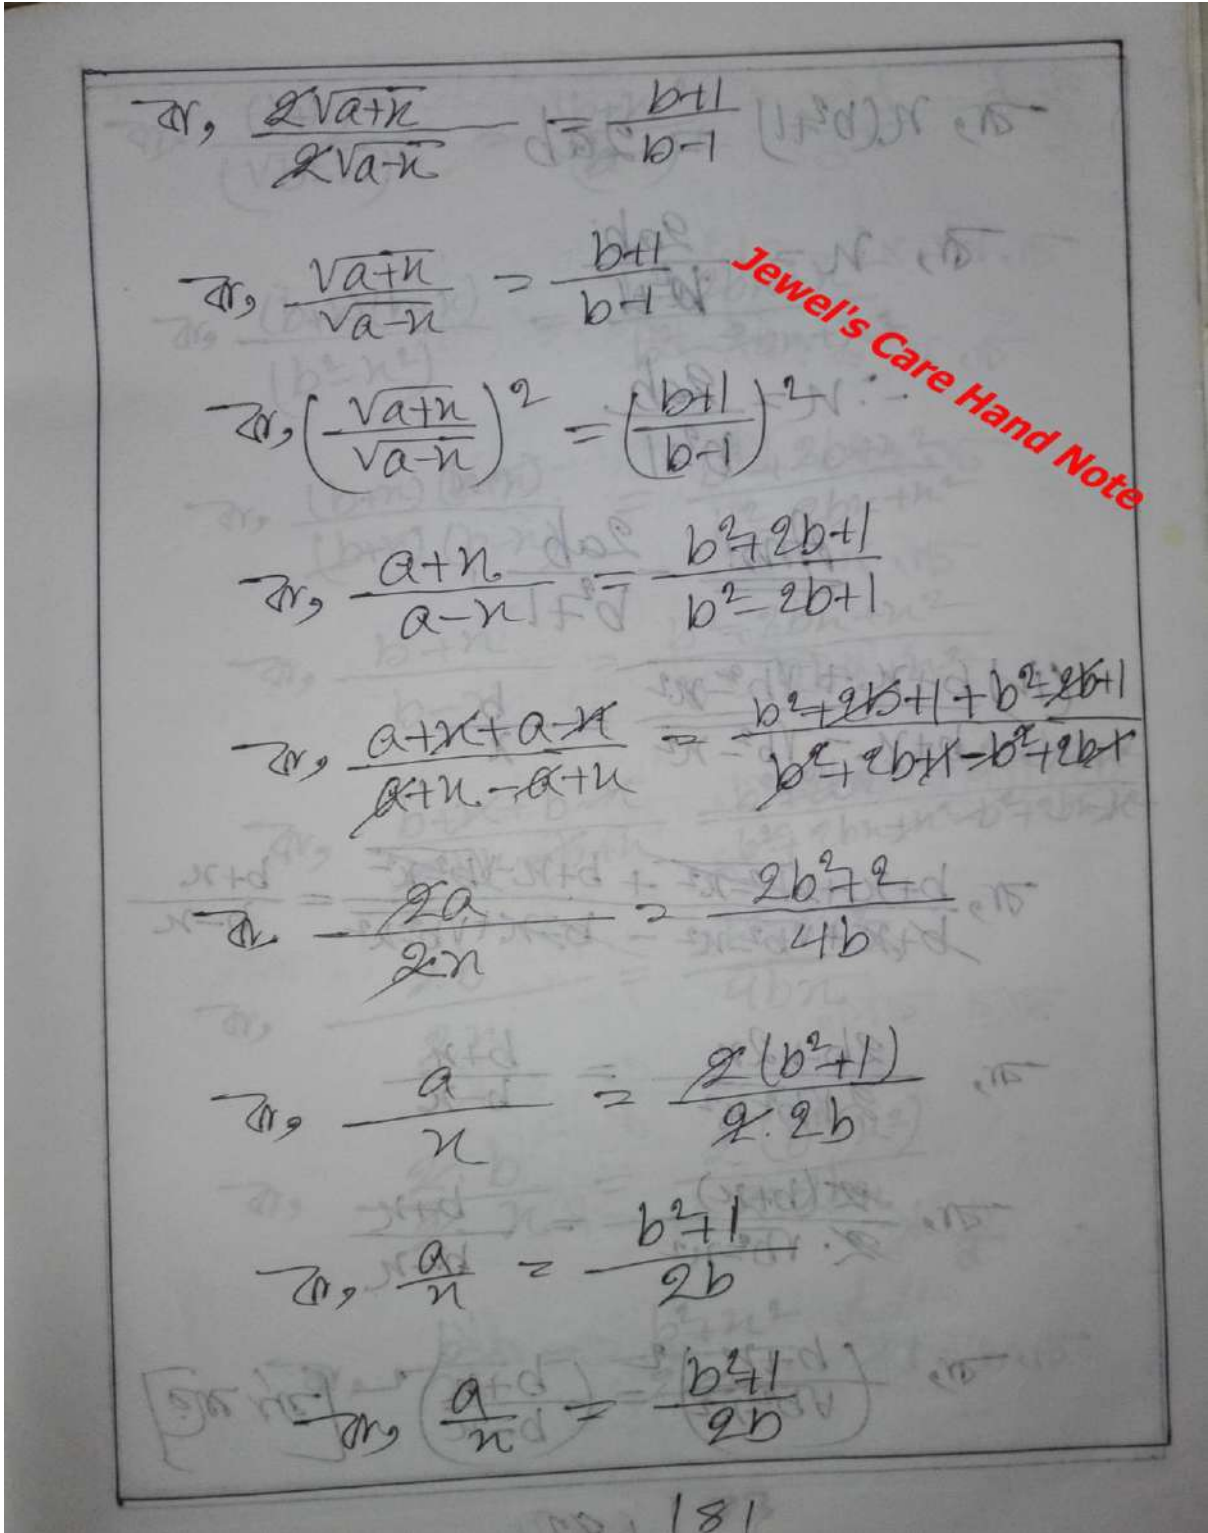 বা, 2√(a+x) / 2√(a-x) = b+1 / b-1
বা, √(a+x) / √(a-x) = b+1 / b-1
Jewel's Care Hand Note
বা, (√(a+x) / √(a-x))² = (b+1 / b-1)²
বা, a+x / a-x = b²+2b+1 / b²-2b+1
বা, a+x+a-x / a+x-a+x = b²+2b+1+b²-2b+1 / b²+2b+1-b²+2b-1
বা, 2a / 2x = 2b²+2 / 4b
বা, a / x = 2(b²+1) / 2.2b
বা, a / x = b²+1 / 2b
বা, a / x = b²+1 / 2b
181